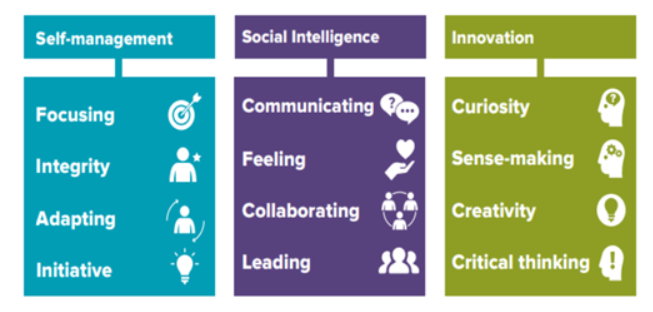 Self-management
Focusing
Integrity
Adapting
Initiative
Social Intelligence
Communicating
?
Feeling
Collaborating
Leading
Innovation
Curiosity
?
Sense-making
Creativity
Critical thinking
!